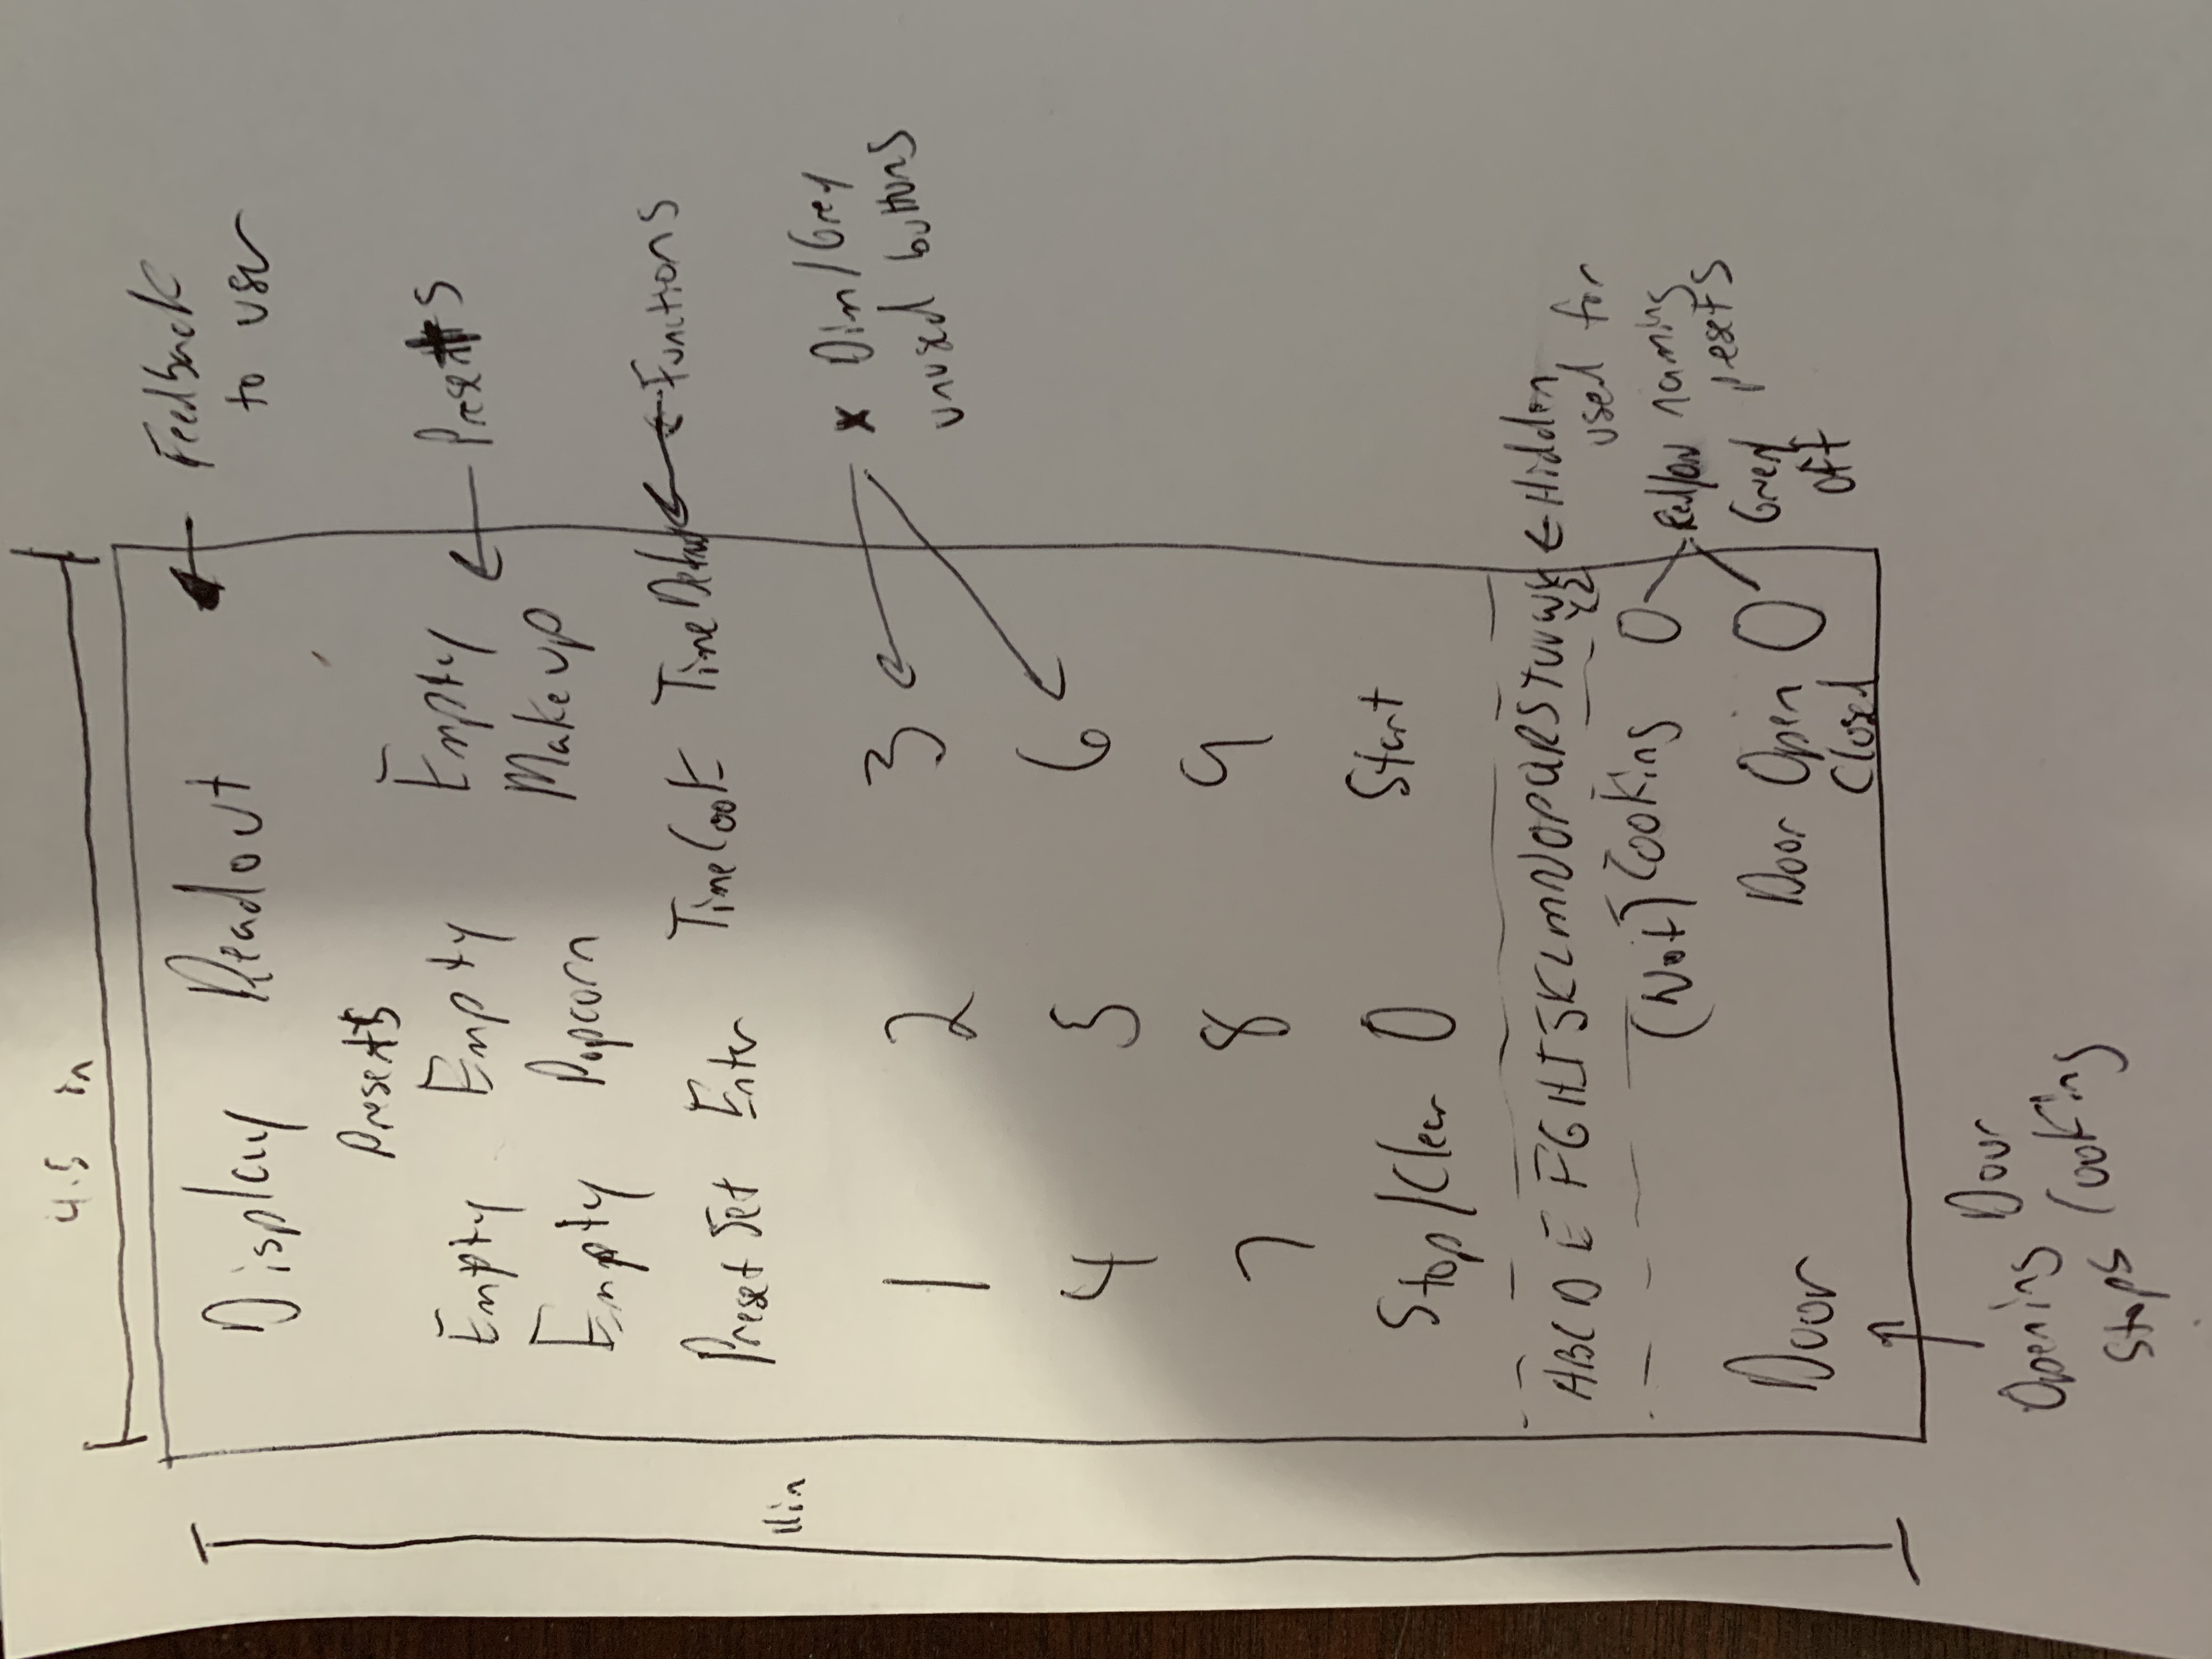 4.5 in
Display Readout
Feedback
to user
Presets
Empty Empty Empty
Presets
Empty Popcorn Makeup
Preset Set Enter Time Cook Time
Functions
11in
1 2 3
* Dim/Grey
unused buttons
4 5 6
7 8 9
Stop/Clear 0 Start
A B C D E F G H I J K L M N O P Q R S T U V W X
Y Z
Hidden
used for
naming
presets
(Not) Cooking O
Red/on
Grey
off
Door
Door Open O
Closed
Opening Door
stops Cooking